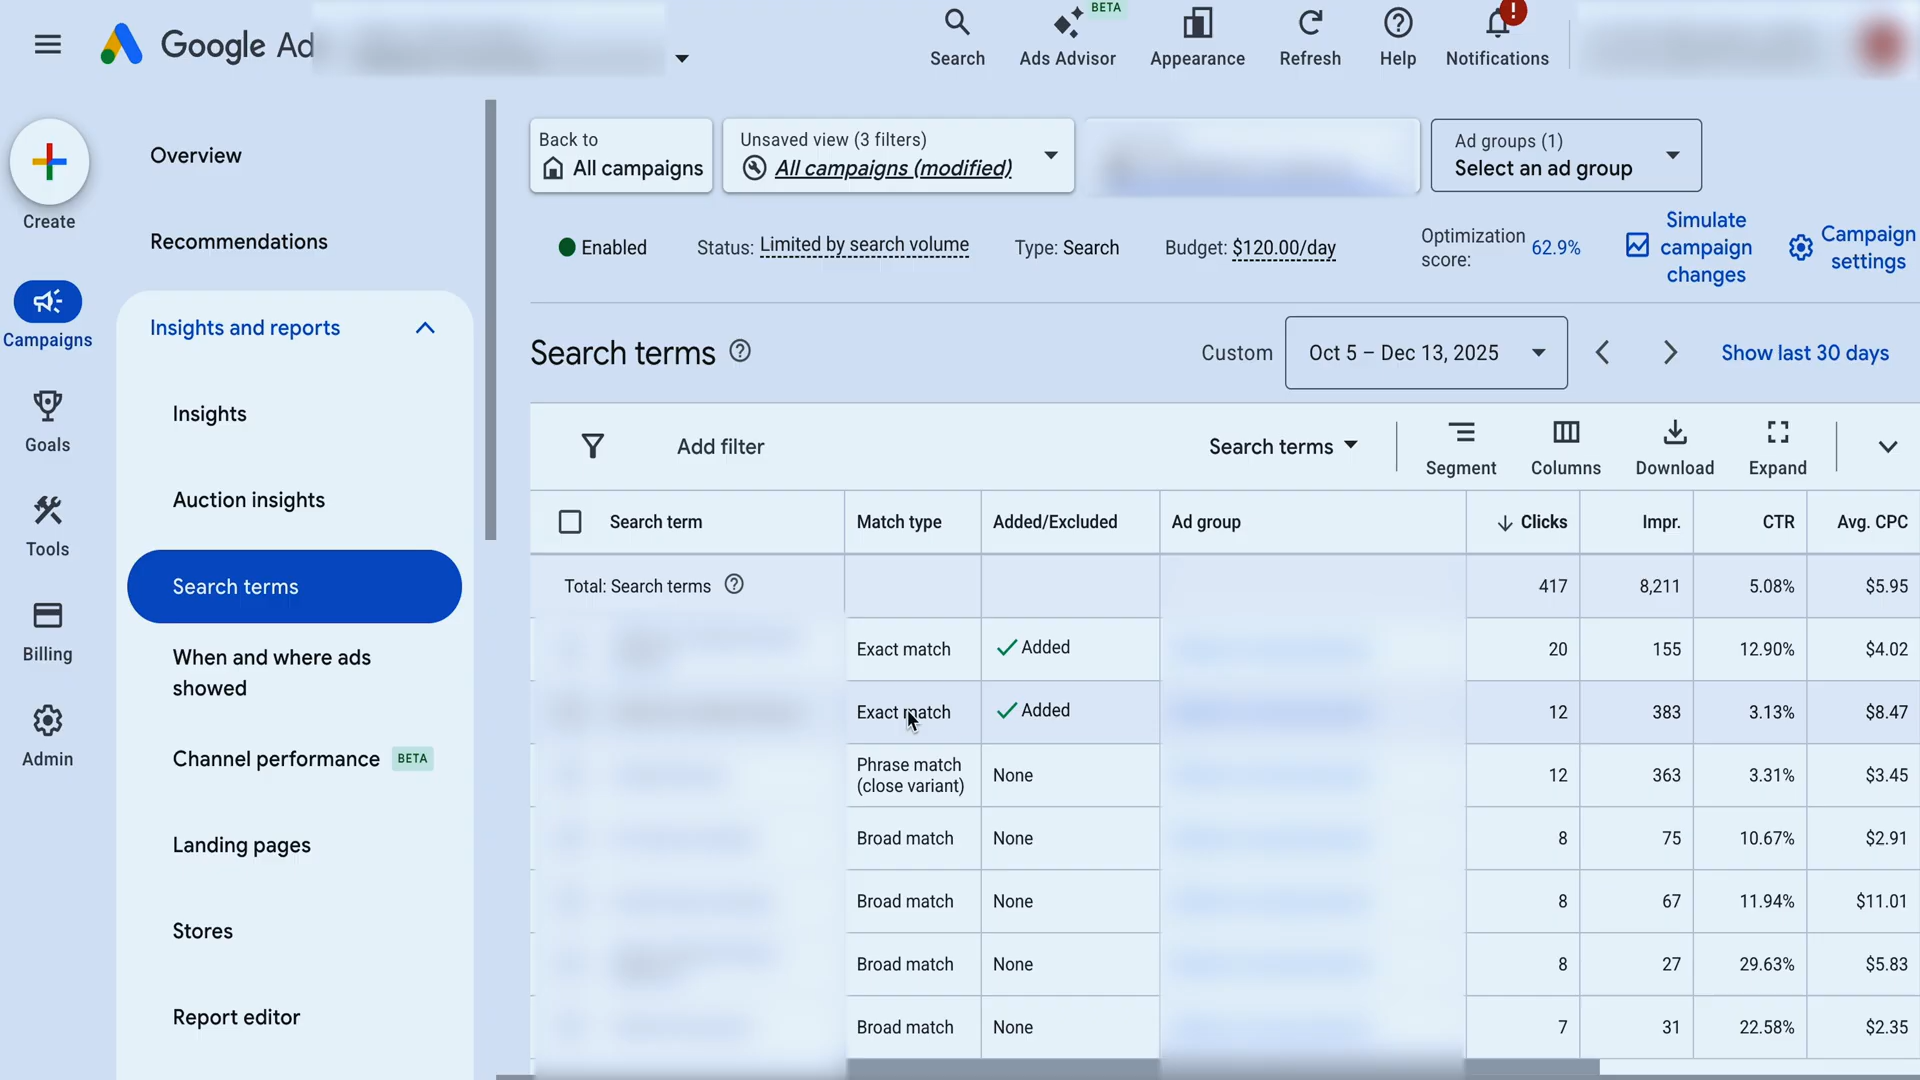 Google Ad
Search
BETA
Ads Advisor
Appearance
Refresh
Help
!
Notifications
Create
Campaigns
Goals
Tools
Billing
Admin
Overview
Recommendations
Insights and reports
Insights
Auction insights
Search terms
When and where ads
showed
Channel performance BETA
Landing pages
Stores
Report editor
Back to
All campaigns
Unsaved view (3 filters)
All campaigns (modified)
Ad groups (1)
Select an ad group
Enabled
Status: Limited by search volume
Type: Search
Budget: $120.00/day
Optimization
score: 62.9%
Simulate
campaign
changes
Campaign
settings
Search terms
Custom
Oct 5 – Dec 13, 2025
Show last 30 days
Add filter
Search terms
Segment
Columns
Download
Expand
Search term Match type Added/Excluded Ad group Clicks Impr. CTR Avg. CPC
Total: Search terms 417 8,211 5.08% $5.95
Exact match Added 20 155 12.90% $4.02
Exact match Added 12 383 3.13% $8.47
Phrase match
(close variant) None 12 363 3.31% $3.45
Broad match None 8 75 10.67% $2.91
Broad match None 8 67 11.94% $11.01
Broad match None 8 27 29.63% $5.83
Broad match None 7 31 22.58% $2.35